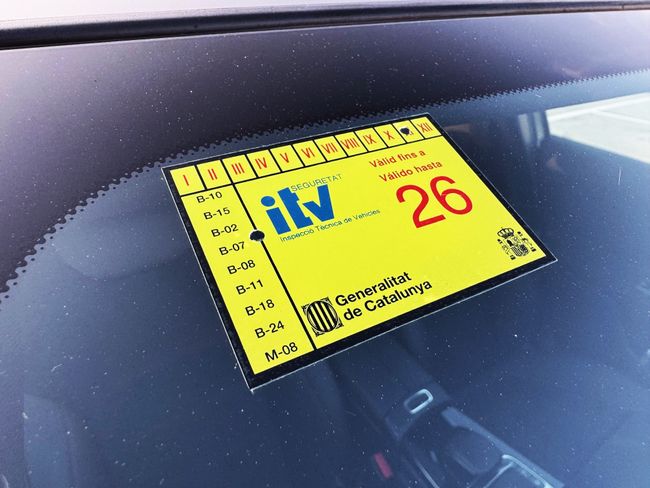 I II III IV V VI VII VIII IX X XII
Vàlid fins a
Válido hasta
26
SEGURETAT
itv
Inspecció Tècnica de Vehicles
B-10
B-15
B-02
B-07
B-08
B-11
B-18
B-24
M-08
Generalitat
de Catalunya